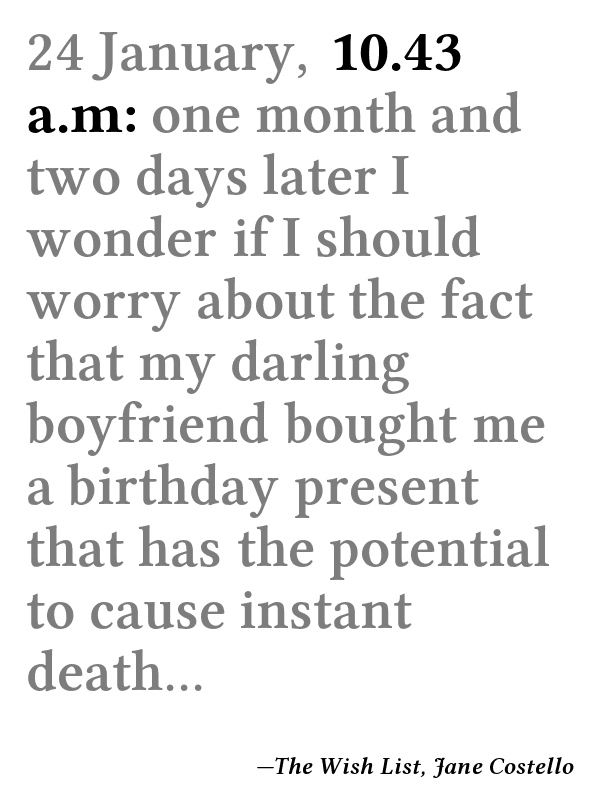 24 January, 10.43
a.m: one month and
two days later I
wonder if I should
worry about the fact
that my darling
boyfriend bought me
a birthday present
that has the potential
to cause instant
death...
—The Wish List, Jane Costello